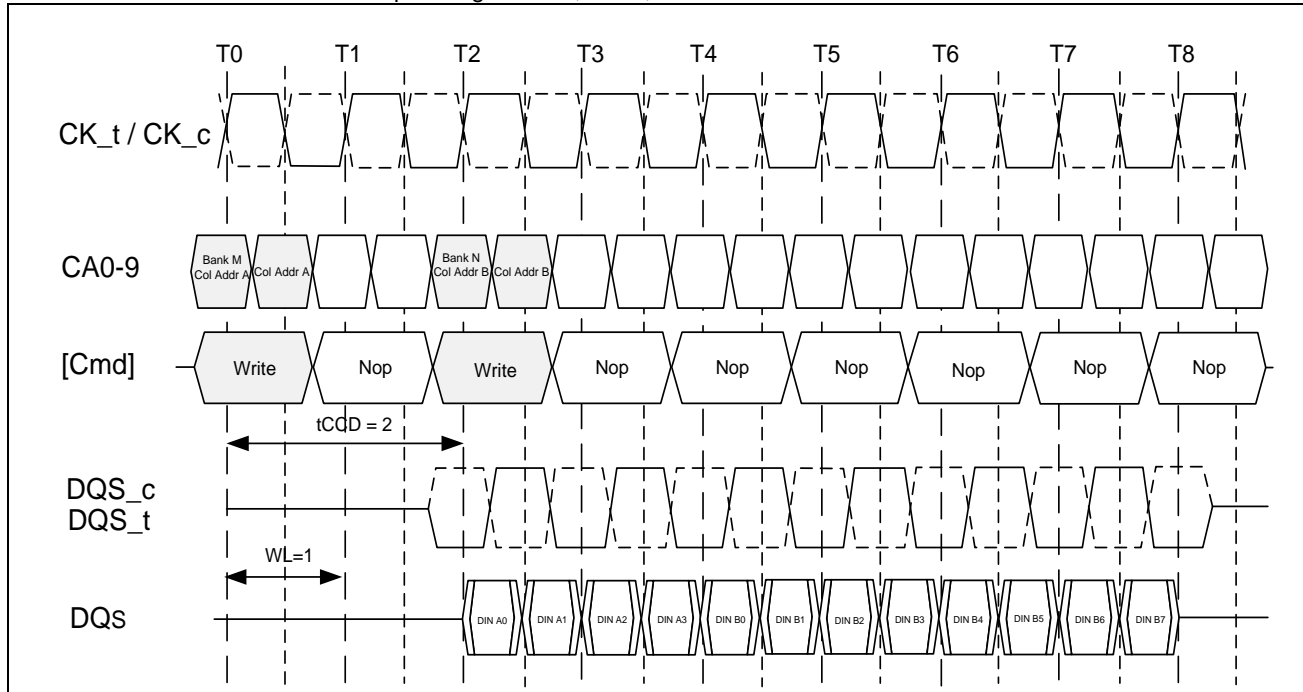 T0 T1 T2 T3 T4 T5 T6 T7 T8
CK_t / CK_c
CA0-9
Bank M
Col Addr A
Col Addr A
Bank N
Col Addr B
Col Addr B
[Cmd]
Write Nop Write Nop Nop Nop Nop Nop Nop
tCCD = 2
DQS_c
DQS_t
WL=1
DQs
DIN A0 DIN A1 DIN A2 DIN A3 DIN B0 DIN B1 DIN B2 DIN B3 DIN B4 DIN B5 DIN B6 DIN B7